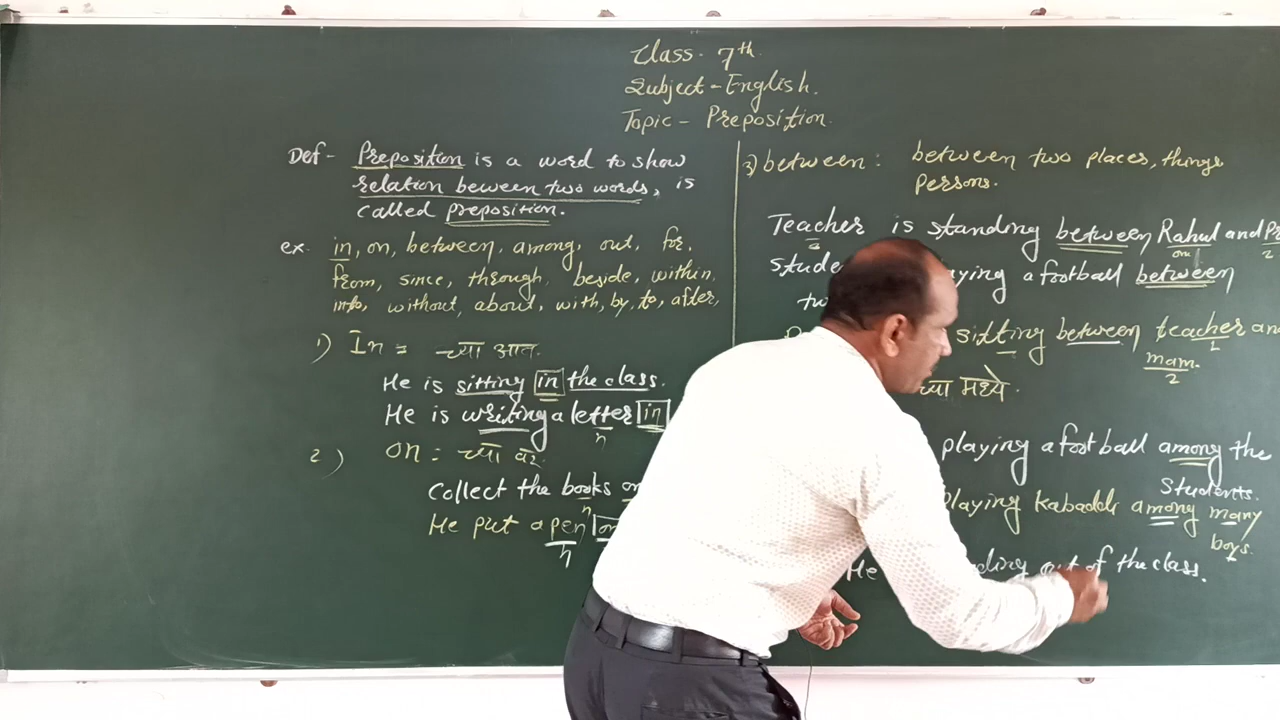 Class. 7th.
Subject - English.
Topic - Preposition.
Def - Preposition is a word to show
relation beween two words, is
called preposition.
ex. in, on, between, among, out, for,
from, since, through, beside, within,
into, without, about, with, by, to, after,
1) In = च्या आत.
He is sitting in the class.
He is writing a letter in
n
2) on = च्या वर.
Collect the books on
n
He put a pen on
n
3) between : between two places, things
persons.
Teacher is standing between Rahul and
a
2
playing a football between
sitting between teacher and
1
mam.
2
च्या मध्ये.
playing a football among the
students.
playing kabaddi among many
boys.
He out of the class.